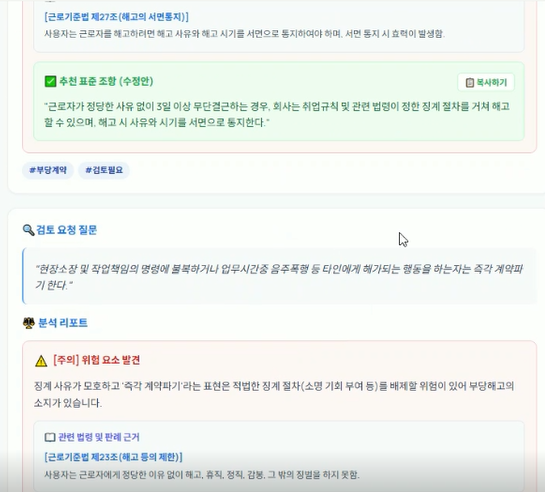 [근로기준법 제27조(해고의 서면통지)]
사용자는 근로자를 해고하려면 해고 사유와 해고 시기를 서면으로 통지하여야 하며, 서면 통지 시 효력이 발생함.
추천 표준 조항 (수정안)
복사하기
"근로자가 정당한 사유 없이 3일 이상 무단결근하는 경우, 회사는 취업규칙 및 관련 법령이 정한 징계 절차를 거쳐 해고
할 수 있으며, 해고 시 사유와 시기를 서면으로 통지한다."
#부당계약 #검토필요
검토 요청 질문
"현장소장 및 작업책임의 명령에 불복하거나 업무시간중 음주폭행 등 타인에게 해가되는 행동을 하는자는 즉각 계약파
기 한다."
분석 리포트
[주의] 위험 요소 발견
징계 사유가 모호하고 '즉각 계약파기'라는 표현은 적법한 징계 절차(소명 기회 부여 등)를 배제할 위험이 있어 부당해고의
소지가 있습니다.
관련 법령 및 판례 근거
[근로기준법 제23조(해고 등의 제한)]
사용자는 근로자에게 정당한 이유 없이 해고, 휴직, 정직, 감봉, 그 밖의 징벌을 하지 못함.